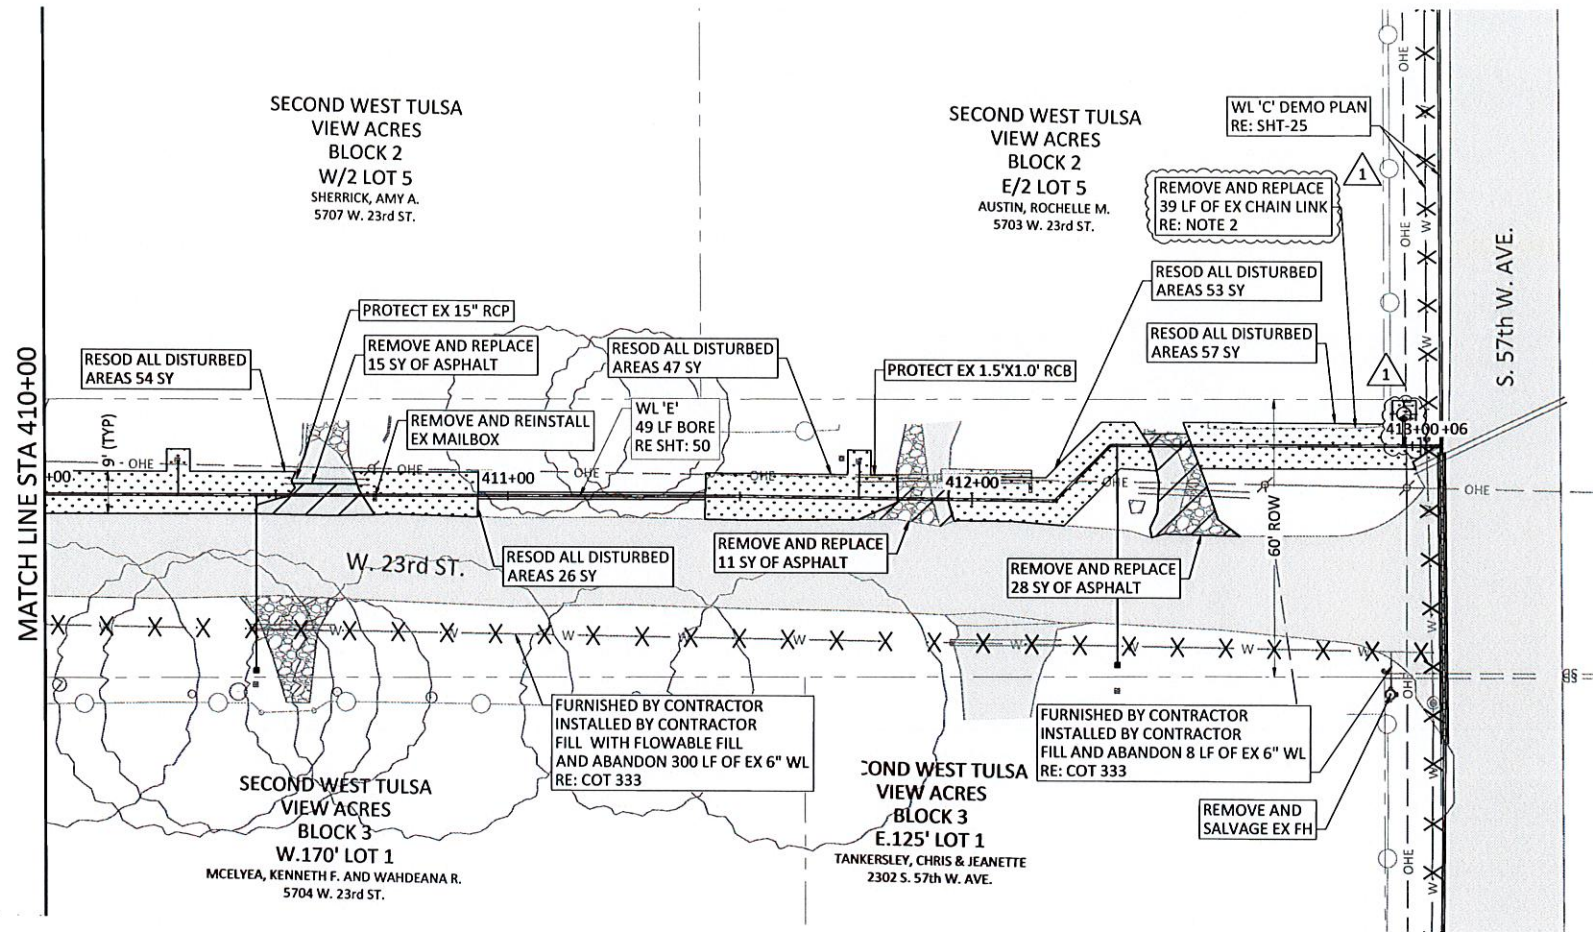 SECOND WEST TULSA
VIEW ACRES
BLOCK 2
W/2 LOT 5
SHERRICK, AMY A.
5707 W. 23rd ST.
SECOND WEST TULSA
VIEW ACRES
BLOCK 2
E/2 LOT 5
AUSTIN, ROCHELLE M.
5703 W. 23rd ST.
WL 'C' DEMO PLAN
RE: SHT-25
1
REMOVE AND REPLACE
39 LF OF EX CHAIN LINK
RE: NOTE 2
OHE
OHE
W
W
S. 57th W. AVE.
RESOD ALL DISTURBED
AREAS 53 SY
PROTECT EX 15" RCP
RESOD ALL DISTURBED
AREAS 54 SY
REMOVE AND REPLACE
15 SY OF ASPHALT
RESOD ALL DISTURBED
AREAS 47 SY
PROTECT EX 1.5'X1.0' RCB
RESOD ALL DISTURBED
AREAS 57 SY
1
MATCH LINE STA 410+00
9' (TYP)
REMOVE AND REINSTALL
EX MAILBOX
WL 'E'
49 LF BORE
RE SHT: 50
413+00
+06
+00
OHE
OHE
411+00
OHE
OHE
412+00
OHE
OHE
60' ROW
W. 23rd ST.
RESOD ALL DISTURBED
AREAS 26 SY
REMOVE AND REPLACE
11 SY OF ASPHALT
REMOVE AND REPLACE
28 SY OF ASPHALT
W
W
W
W
W
W
W
W
W
W
W
FURNISHED BY CONTRACTOR
INSTALLED BY CONTRACTOR
FILL WITH FLOWABLE FILL
AND ABANDON 300 LF OF EX 6" WL
RE: COT 333
FURNISHED BY CONTRACTOR
INSTALLED BY CONTRACTOR
FILL AND ABANDON 8 LF OF EX 6" WL
RE: COT 333
OHE
W
REMOVE AND
SALVAGE EX FH
OHE
W
SECOND WEST TULSA
VIEW ACRES
BLOCK 3
W.170' LOT 1
MCELYEA, KENNETH F. AND WAHDEANA R.
5704 W. 23rd ST.
COND WEST TULSA
VIEW ACRES
BLOCK 3
E.125' LOT 1
TANKERSLEY, CHRIS & JEANETTE
2302 S. 57th W. AVE.